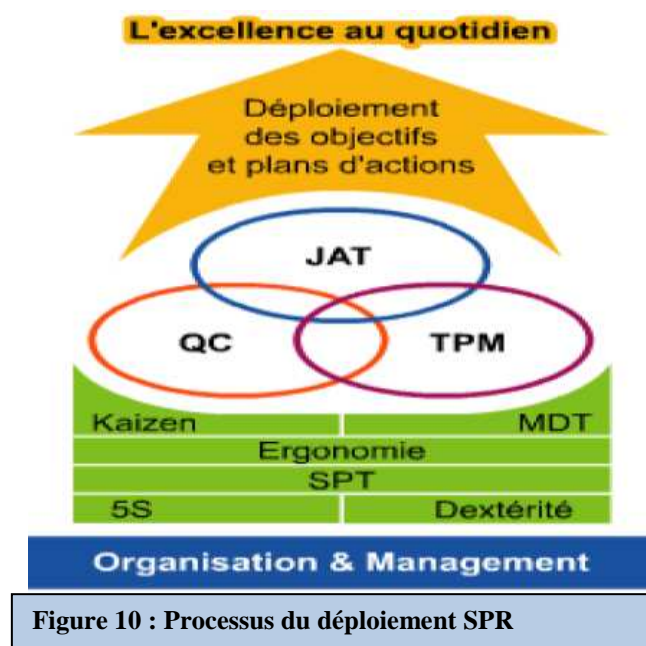 L'excellence au quotidien
Déploiement
des objectifs
et plans d'actions
JAT
QC TPM
Kaizen MDT
Ergonomie
SPT
5S Dextérité
Organisation & Management
Figure 10 : Processus du déploiement SPR